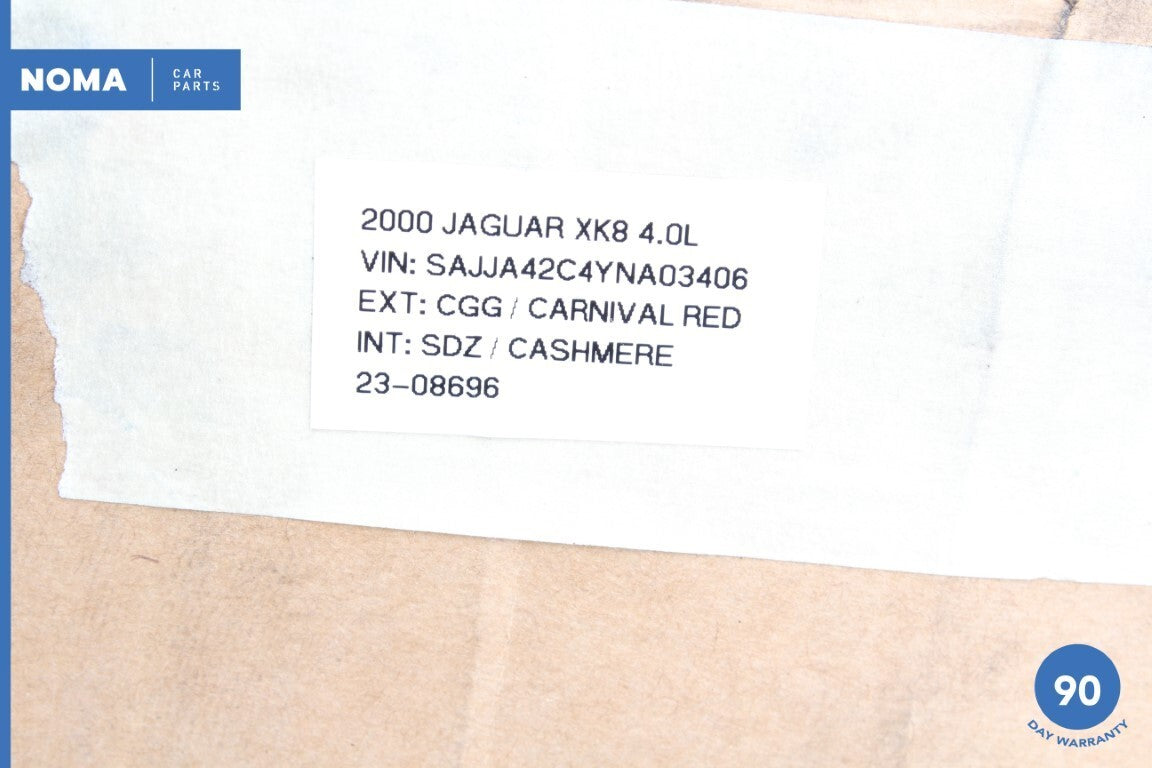 NOMA
CAR
PARTS
2000 JAGUAR XK8 4.0L
VIN: SAJJA42C4YNA03406
EXT: CGG / CARNIVAL RED
INT: SDZ / CASHMERE
23-08696
90
DAY WARRANTY